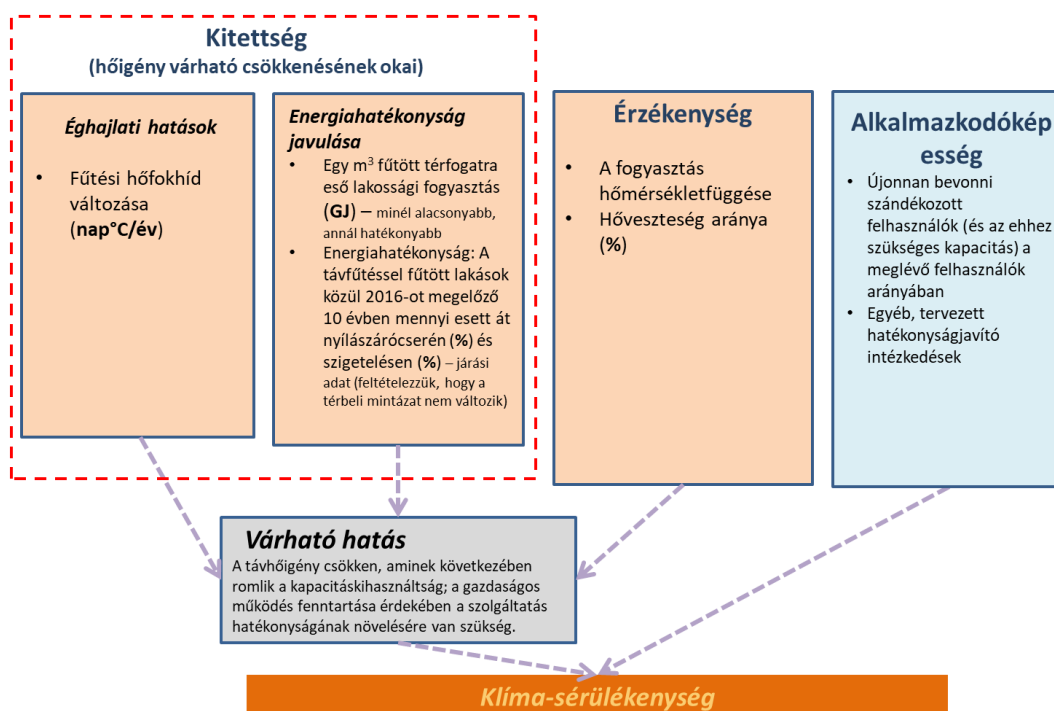 Kitettség
(hőigény várható csökkenésének okai)
Éghajlati hatások
• Fűtési hőfokhíd
változása
(nap°C/év)
Energiahatékonyság
javulása
• Egy m³ fűtött térfogatra
eső lakossági fogyasztás
(GJ) – minél alacsonyabb,
annál hatékonyabb
• Energiahatékonyság: A
távfűtéssel fűtött lakások
közül 2016-ot megelőző
10 évben mennyi esett át
nyílászárócserén (%) és
szigetelésen (%) – járási
adat (feltételezzük, hogy a
térbeli mintázat nem változik)
Érzékenység
• A fogyasztás
hőmérsékletfüggése
• Hőveszteség aránya
(%)
Alkalmazkodókép
esség
• Újonnan bevonni
szándékozott
felhasználók (és az ehhez
szükséges kapacitás) a
meglévő felhasználók
arányában
• Egyéb, tervezett
hatékonyságjavító
intézkedések
Várható hatás
A távhőigény csökken, aminek következében
romlik a kapacitáskihasználtság; a gazdaságos
működés fenntartása érdekében a szolgáltatás
hatékonyságának növelésére van szükség.
Klíma-sérülékenység